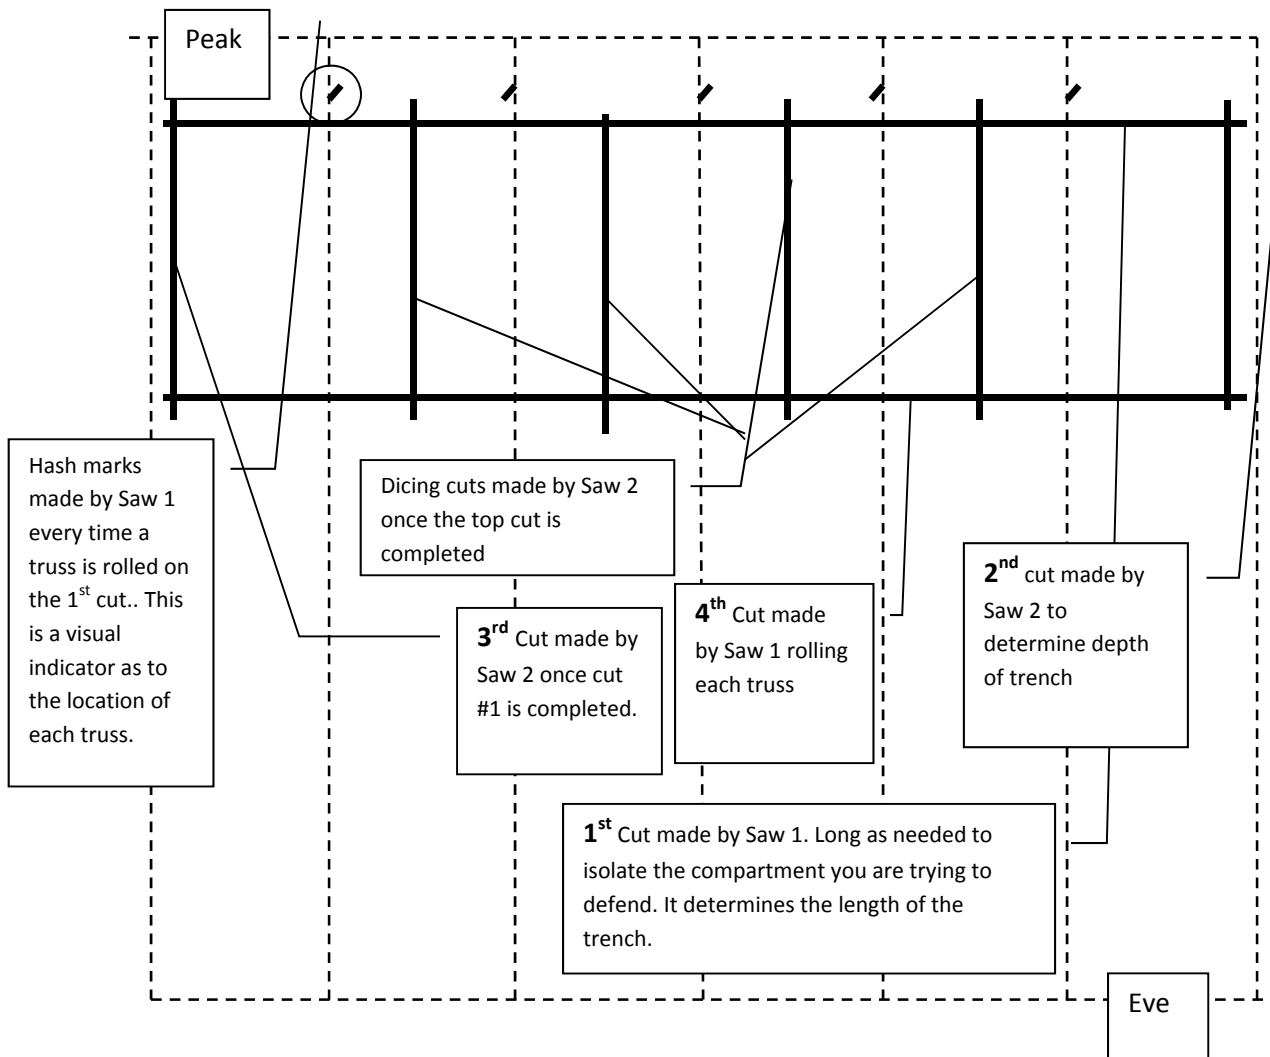 Peak
Hash marks
made by Saw 1
every time a
truss is rolled on
the 1st cut.. This
is a visual
indicator as to
the location of
each truss.
Dicing cuts made by Saw 2
once the top cut is
completed
3rd Cut made by
Saw 2 once cut
#1 is completed.
4th Cut made
by Saw 1 rolling
each truss
2nd cut made by
Saw 2 to
determine depth
of trench
1st Cut made by Saw 1. Long as needed to
isolate the compartment you are trying to
defend. It determines the length of the
trench.
Eve